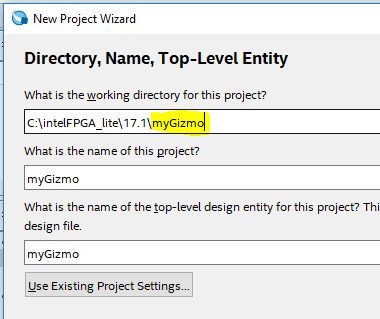 New Project Wizard
Directory, Name, Top-Level Entity
What is the working directory for this project?
C:\intelFPGA_lite\17.1\myGizmo
What is the name of this project?
myGizmo
What is the name of the top-level design entity for this project? Thi
design file.
myGizmo
Use Existing Project Settings...